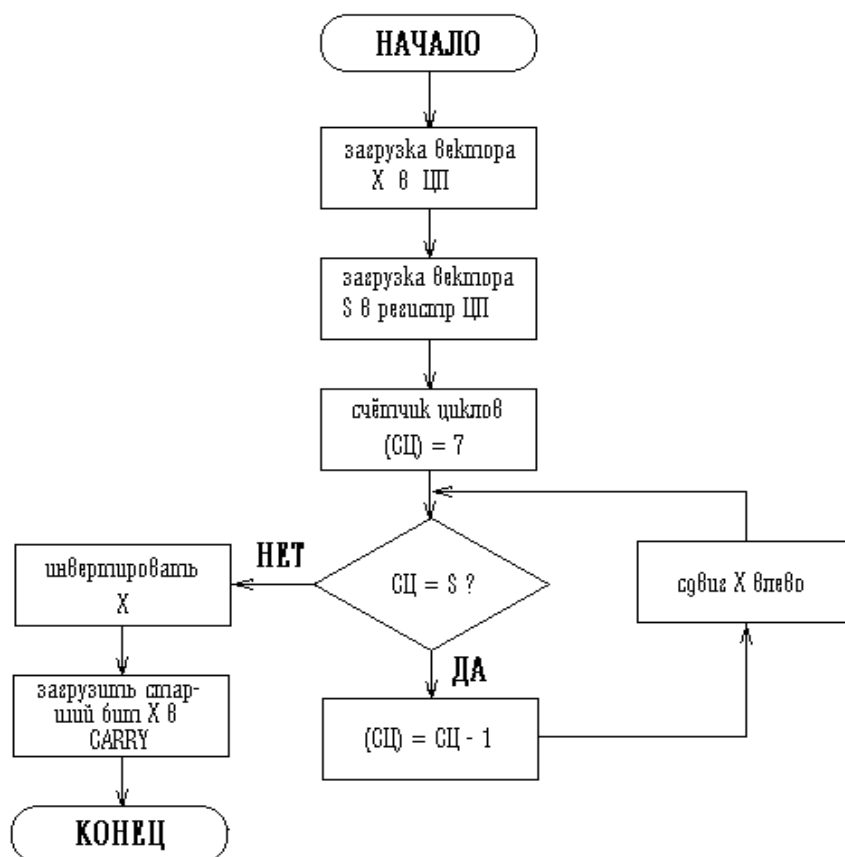 НАЧАЛО
загрузка вектора
X в ЦП
загрузка вектора
S в регистр ЦП
счётчик циклов
(СЦ) = 7
СЦ = S ?
НЕТ
ДА
инвертировать
X
сдвиг X влево
загрузить стар-
ший бит X в
CARRY
(СЦ) = СЦ - 1
КОНЕЦ